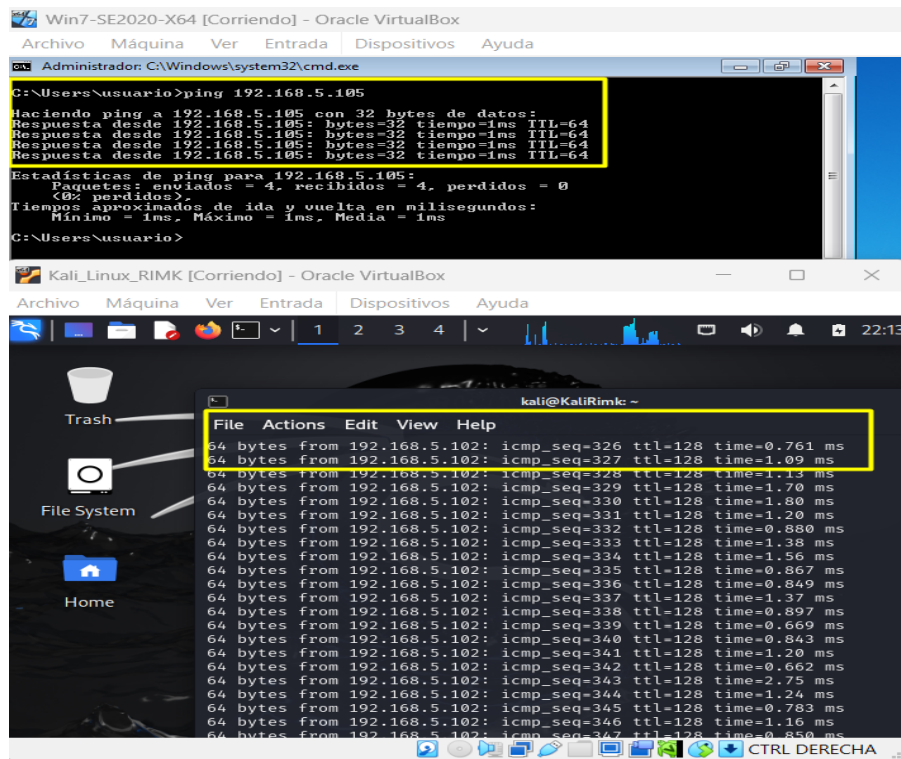 Win7-SE2020-X64 [Corriendo] - Oracle VirtualBox
Archivo Máquina Ver Entrada Dispositivos Ayuda
Administrador: C:\Windows\system32\cmd.exe
C:\Users\usuario>ping 192.168.5.105
Haciendo ping a 192.168.5.105 con 32 bytes de datos:
Respuesta desde 192.168.5.105: bytes=32 tiempo=1ms TTL=64
Respuesta desde 192.168.5.105: bytes=32 tiempo=1ms TTL=64
Respuesta desde 192.168.5.105: bytes=32 tiempo=1ms TTL=64
Respuesta desde 192.168.5.105: bytes=32 tiempo=1ms TTL=64
Estadísticas de ping para 192.168.5.105:
Paquetes: enviados = 4, recibidos = 4, perdidos = 0
(0% perdidos),
Tiempos aproximados de ida y vuelta en milisegundos:
Mínimo = 1ms, Máximo = 1ms, Media = 1ms
C:\Users\usuario>
Kali_Linux_RIMK [Corriendo] - Oracle VirtualBox
Archivo Máquina Ver Entrada Dispositivos Ayuda
1 2 3 4 22:13
Trash
File System
Home
kali@KaliRimk: ~
File Actions Edit View Help
64 bytes from 192.168.5.102: icmp_seq=326 ttl=128 time=0.761 ms
64 bytes from 192.168.5.102: icmp_seq=327 ttl=128 time=1.09 ms
64 bytes from 192.168.5.102: icmp_seq=328 ttl=128 time=1.13 ms
64 bytes from 192.168.5.102: icmp_seq=329 ttl=128 time=1.70 ms
64 bytes from 192.168.5.102: icmp_seq=330 ttl=128 time=1.80 ms
64 bytes from 192.168.5.102: icmp_seq=331 ttl=128 time=1.20 ms
64 bytes from 192.168.5.102: icmp_seq=332 ttl=128 time=0.880 ms
64 bytes from 192.168.5.102: icmp_seq=333 ttl=128 time=1.38 ms
64 bytes from 192.168.5.102: icmp_seq=334 ttl=128 time=1.56 ms
64 bytes from 192.168.5.102: icmp_seq=335 ttl=128 time=0.867 ms
64 bytes from 192.168.5.102: icmp_seq=336 ttl=128 time=0.849 ms
64 bytes from 192.168.5.102: icmp_seq=337 ttl=128 time=1.37 ms
64 bytes from 192.168.5.102: icmp_seq=338 ttl=128 time=0.897 ms
64 bytes from 192.168.5.102: icmp_seq=339 ttl=128 time=0.669 ms
64 bytes from 192.168.5.102: icmp_seq=340 ttl=128 time=0.843 ms
64 bytes from 192.168.5.102: icmp_seq=341 ttl=128 time=1.20 ms
64 bytes from 192.168.5.102: icmp_seq=342 ttl=128 time=0.662 ms
64 bytes from 192.168.5.102: icmp_seq=343 ttl=128 time=2.75 ms
64 bytes from 192.168.5.102: icmp_seq=344 ttl=128 time=1.24 ms
64 bytes from 192.168.5.102: icmp_seq=345 ttl=128 time=0.783 ms
64 bytes from 192.168.5.102: icmp_seq=346 ttl=128 time=1.16 ms
64 bytes from 192.168.5.102: icmp_seq=347 ttl=128 time=0.850 ms
CTRL DERECHA